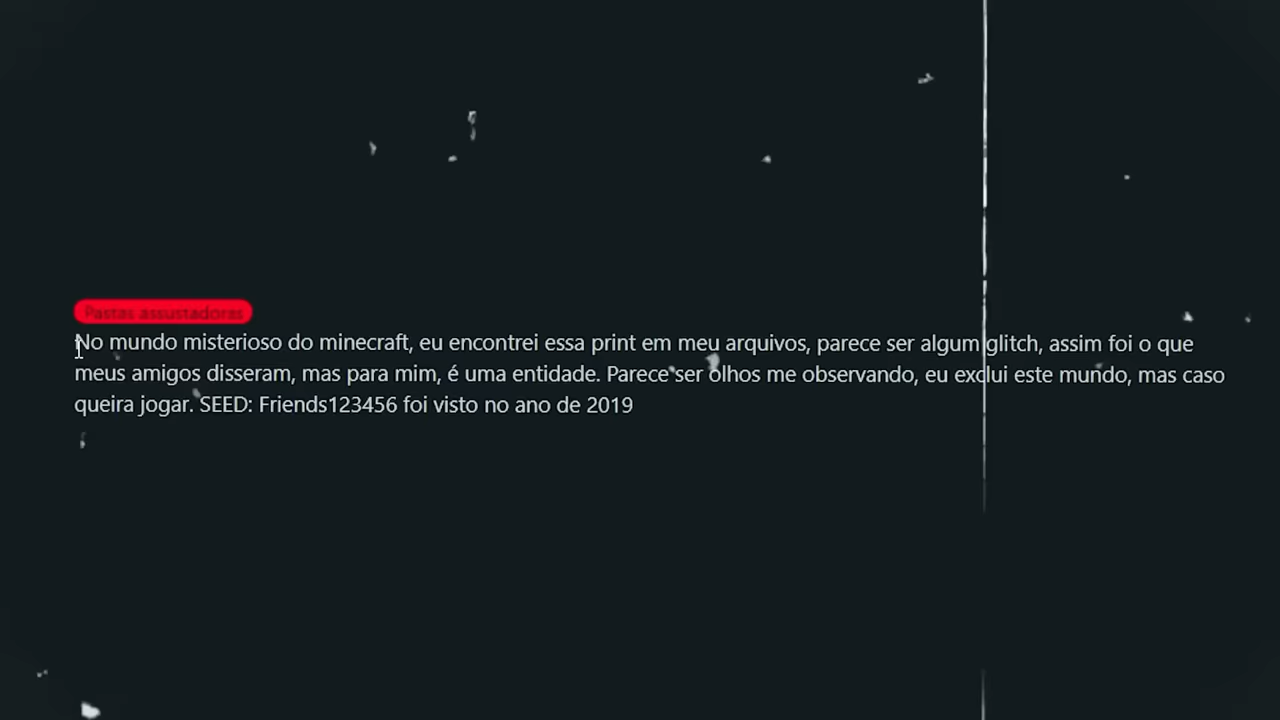 Pastas assustadores
No mundo misterioso do minecraft, eu encontrei essa print em meu arquivos, parece ser algum glitch, assim foi o que
meus amigos disseram, mas para mim, é uma entidade. Parece ser olhos me observando, eu exclui este mundo, mas caso
queira jogar. SEED: Friends123456 foi visto no ano de 2019